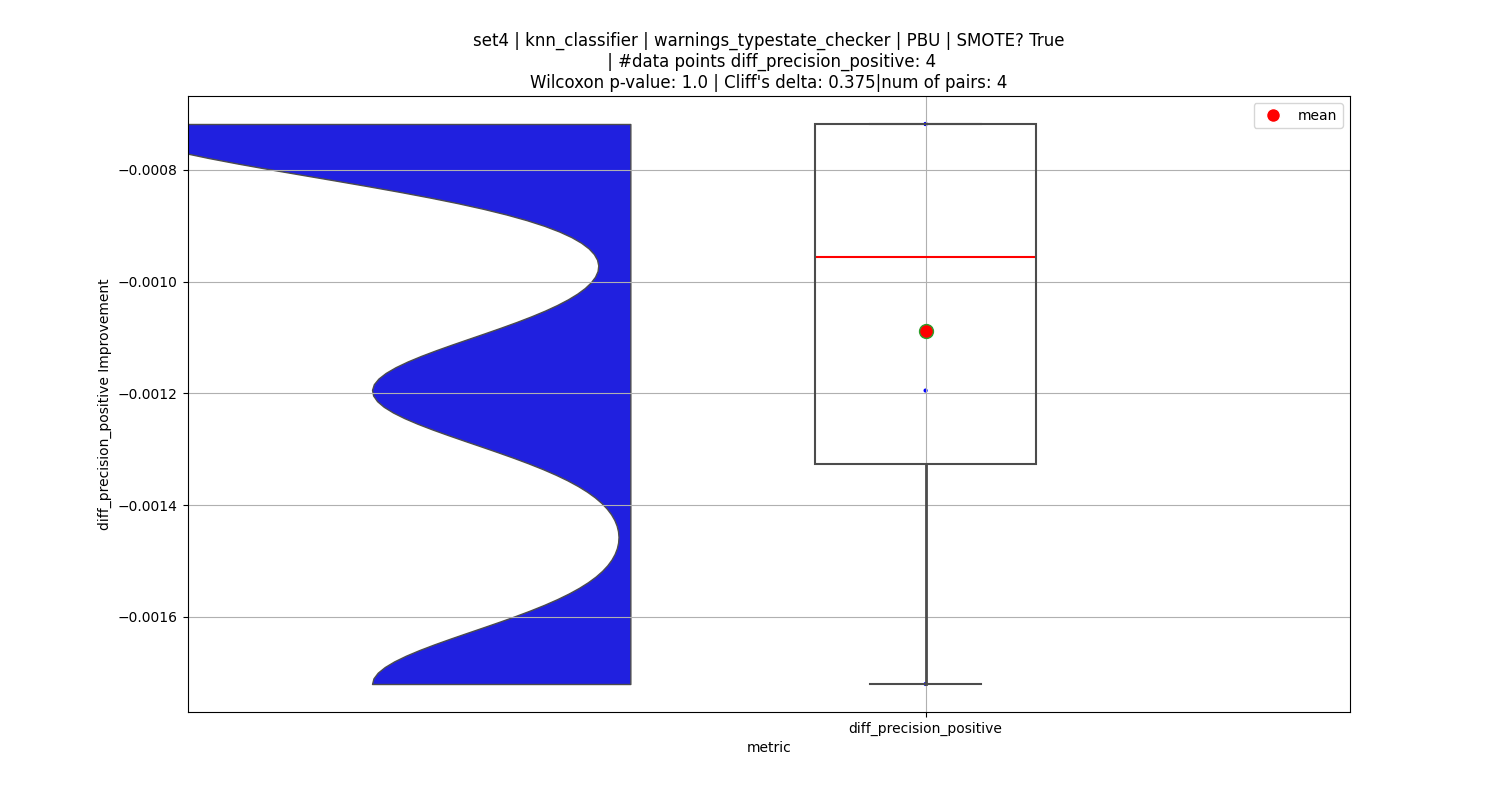 set4 | knn_classifier | warnings_typestate_checker | PBU | SMOTE? True
| #data points diff_precision_positive: 4
Wilcoxon p-value: 1.0 | Cliff's delta: 0.375|num of pairs: 4
mean
−0.0008
−0.0010
−0.0012
−0.0014
−0.0016
diff_precision_positive Improvement
diff_precision_positive
metric